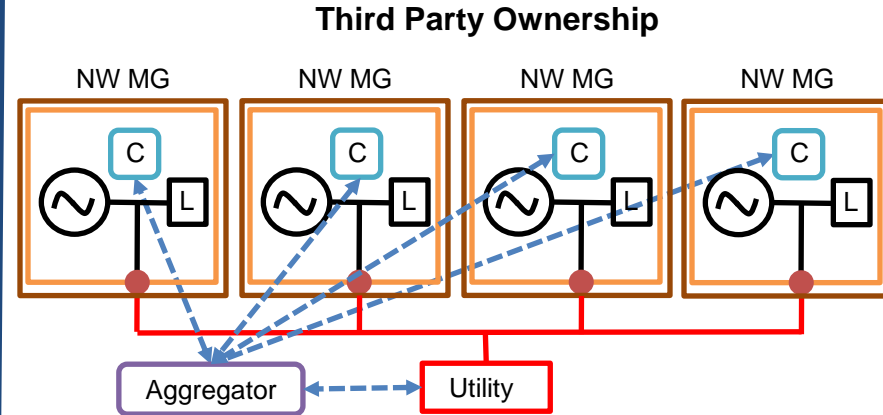 Third Party Ownership
NW MG NW MG NW MG NW MG
C C C C
L L L L
Aggregator Utility